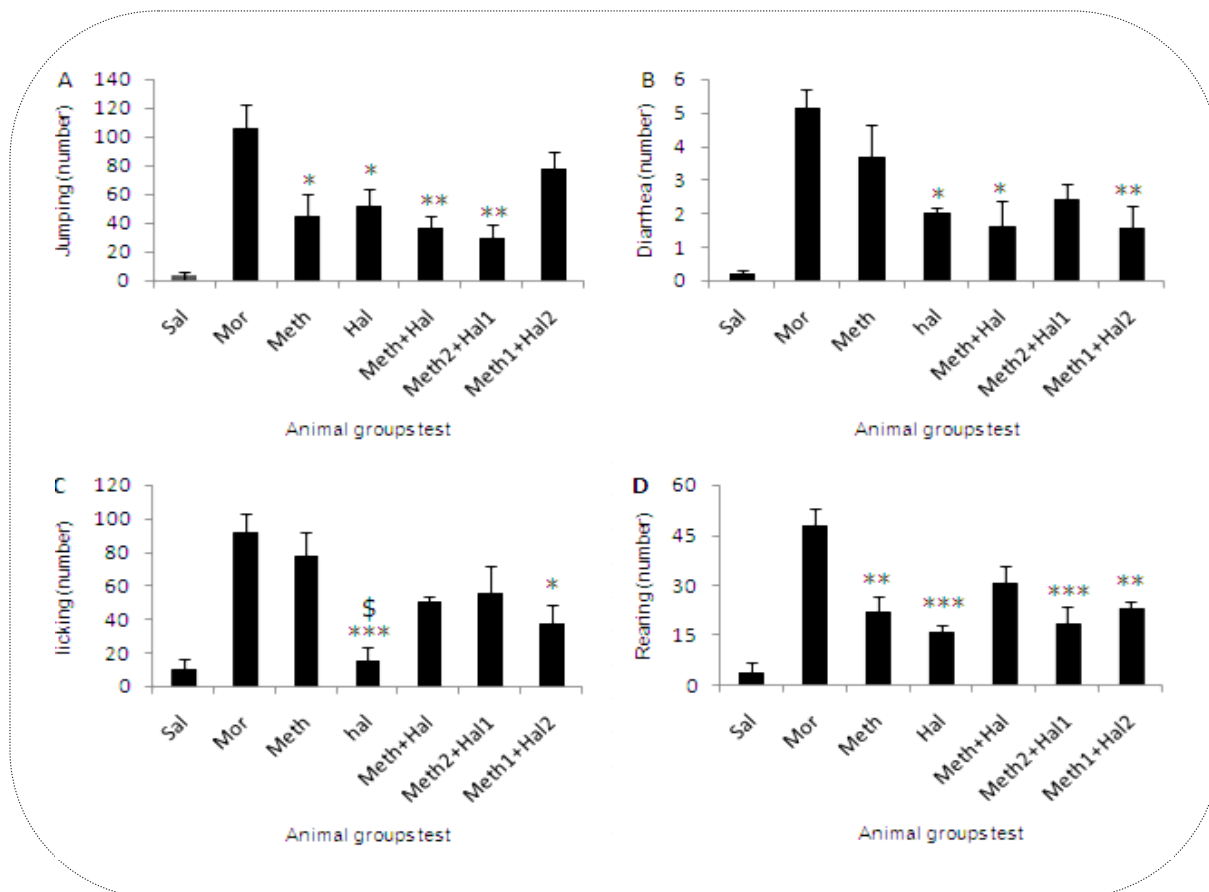 A
Jumping (number)
140
120
100
80
60
40
20
0
*
*
**
**
Sal
Mor
Meth
Hal
Meth+Hal
Meth2+Hal1
Meth1+Hal2
Animal groups test
B
Diarrhea (number)
6
5
4
3
2
1
0
*
*
**
Sal
Mor
Meth
hal
Meth+Hal
Meth2+Hal1
Meth1+Hal2
Animal groups test
C
licking (number)
120
100
80
60
40
20
0
$
***
*
Sal
Mor
Meth
hal
Meth+Hal
Meth2+Hal1
Meth1+Hal2
Animal groups test
D
Rearing (number)
60
45
30
15
0
**
***
***
**
Sal
Mor
Meth
Hal
Meth+Hal
Meth2+Hal1
Meth1+Hal2
Animal groups test